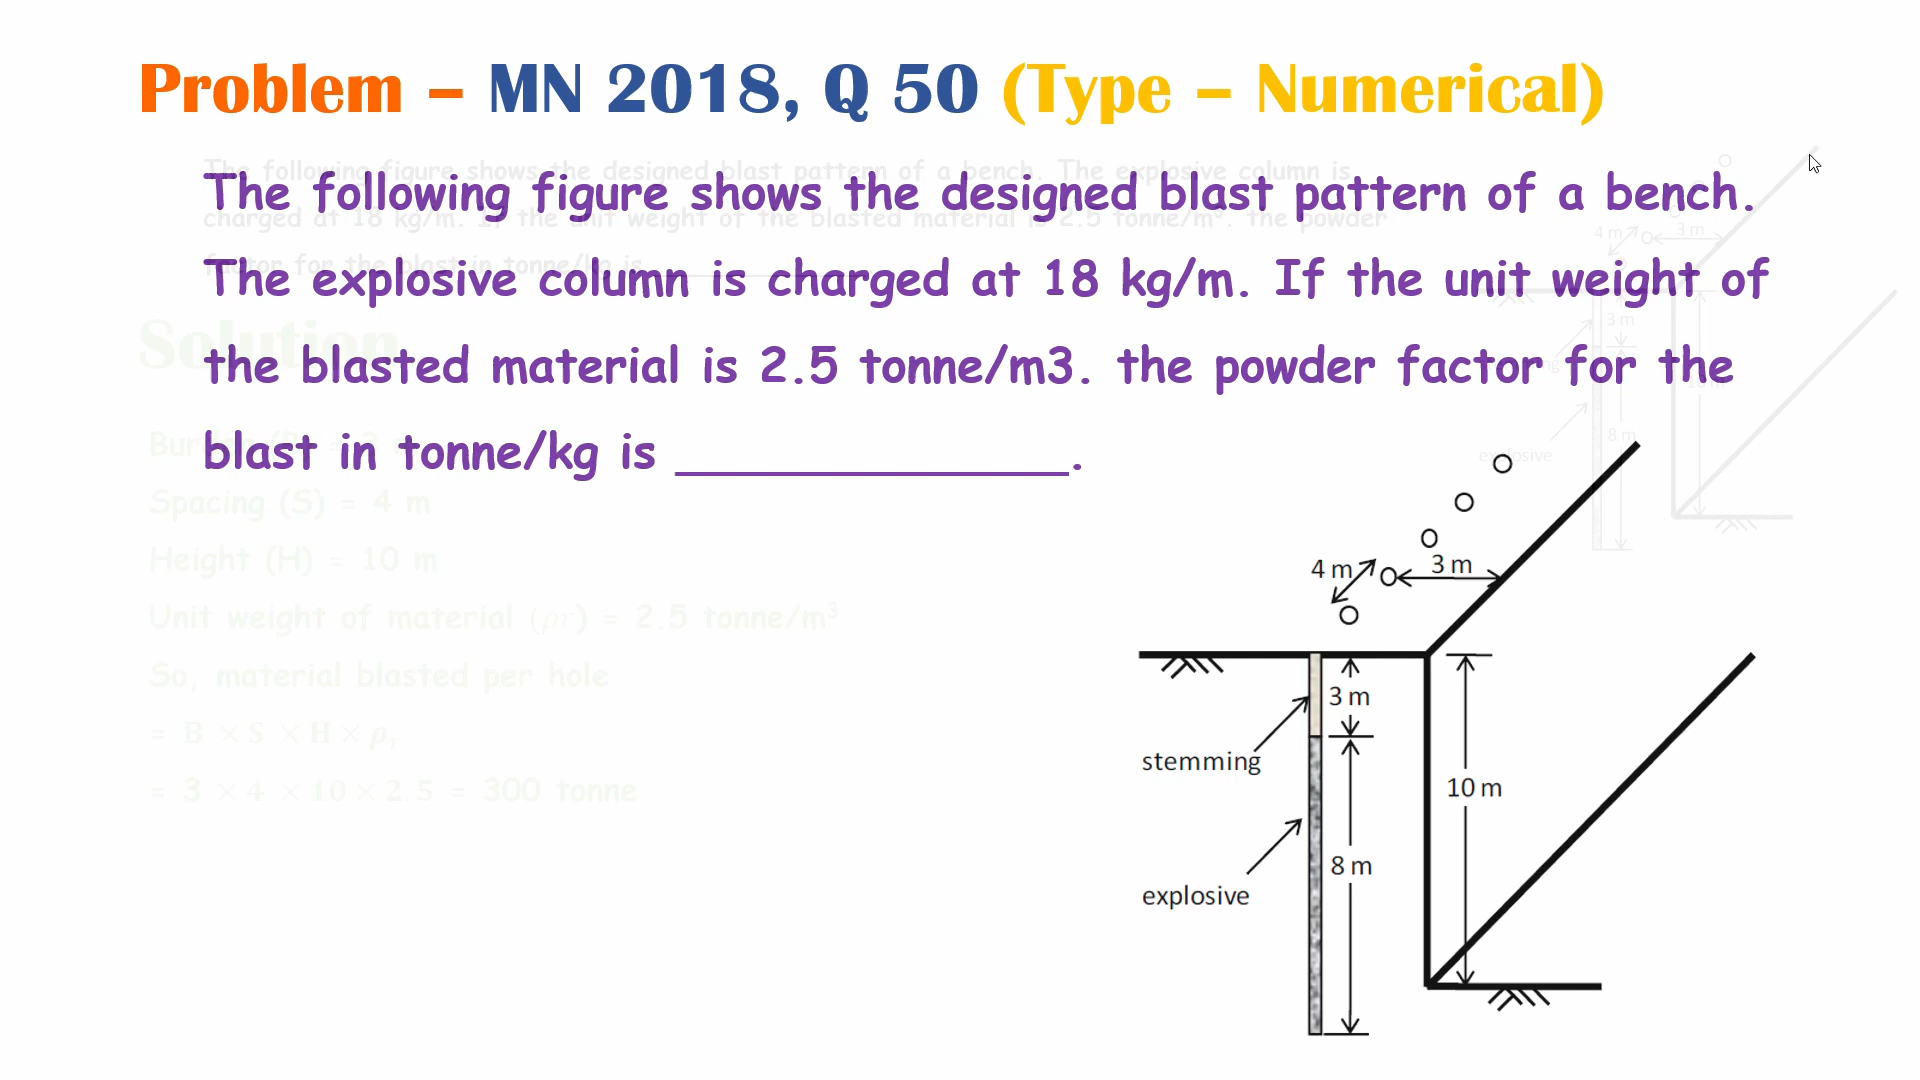 Problem – MN 2018, Q 50 (Type – Numerical)
The following figure shows the designed blast pattern of a bench. The explosive column is
charged at 18 kg/m. If the unit weight of the blasted material is 2.5 tonne/m³. the powder
factor for the blast in tonne/kg is
The following figure shows the designed blast pattern of a bench.
The explosive column is charged at 18 kg/m. If the unit weight of
the blasted material is 2.5 tonne/m3. the powder factor for the
blast in tonne/kg is _______________.
Solution
Spacing (S) = 4 m
Height (H) = 10 m
Unit weight of material (ρr) = 2.5 tonne/m³
So, material blasted per hole
= B × S × H × ρr
= 3 × 4 × 10 × 2.5 = 300 tonne
4 m
3 m
3 m
8 m
explosive
4 m
3 m
3 m
stemming
10 m
8 m
explosive